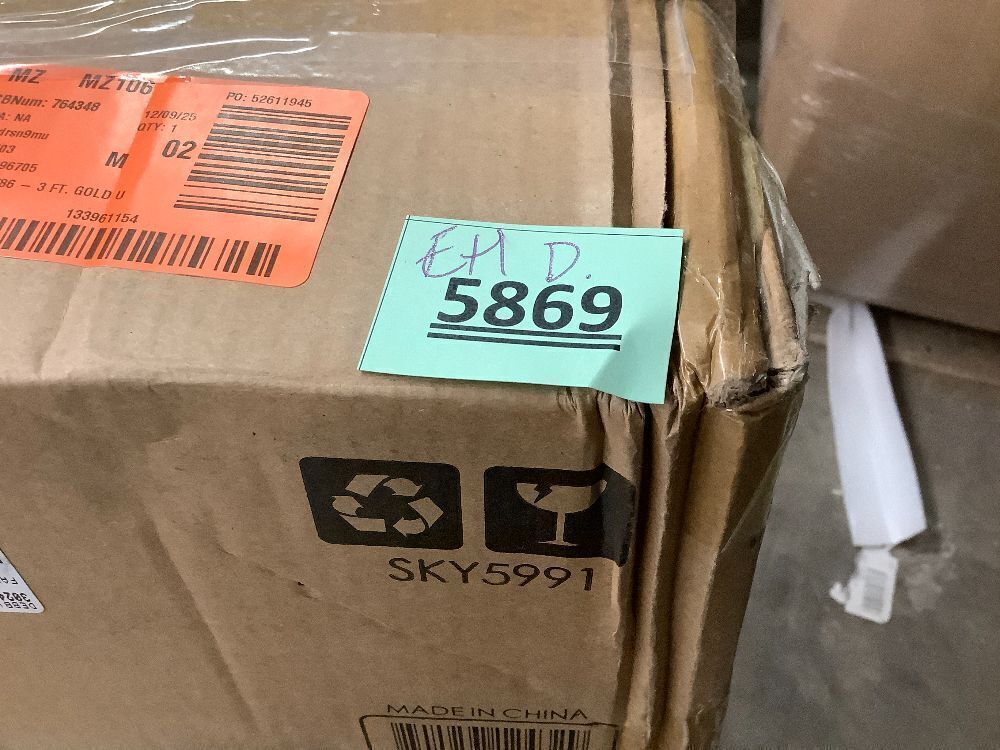 MZ MZ106
BNum: 764348
A: NA
12/09/25
drsn9mu
QTY: 1
03
M 02
96705
86 - 3 FT. GOLD U
133961154
PO: 52611945
EH D.
5869
SKY5991
MADE IN CHINA